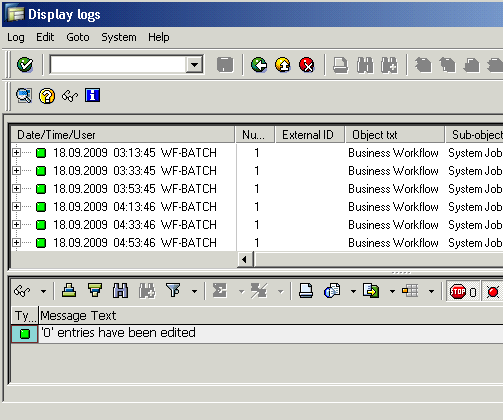 Display logs
Log Edit Goto System Help
Date/Time/User Nu... External ID Object txt Sub-object
18.09.2009 03:13:45 WF-BATCH 1 Business Workflow System Job
18.09.2009 03:33:45 WF-BATCH 1 Business Workflow System Job
18.09.2009 03:53:45 WF-BATCH 1 Business Workflow System Job
18.09.2009 04:13:46 WF-BATCH 1 Business Workflow System Job
18.09.2009 04:33:46 WF-BATCH 1 Business Workflow System Job
18.09.2009 04:53:46 WF-BATCH 1 Business Workflow System Job
STOP 0
Ty... Message Text
'0' entries have been edited